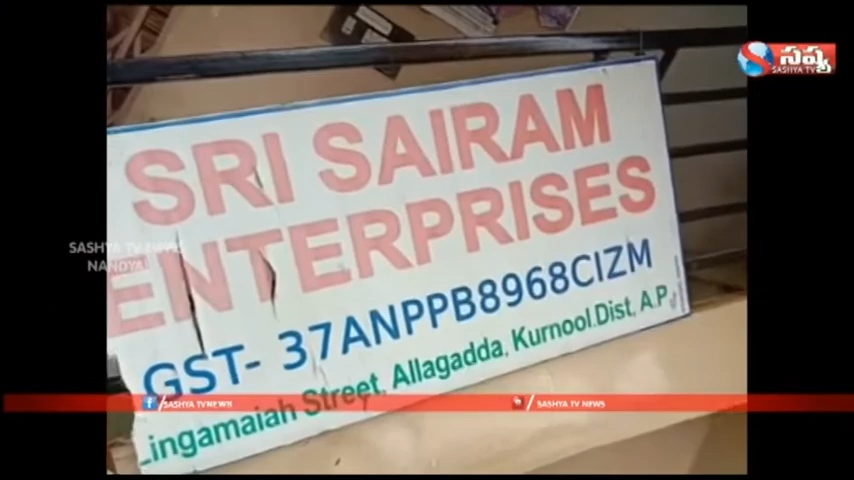 సష్య
SASHYA TV
SRI SAIRAM
ENTERPRISES
SASHYA TV NEWS
NANDYAL
GST- 37ANPPB8968CIZM
Lingamaiah Street, Allagadda, Kurnool.Dist, A.P.
f/SASHYA TV NEWS
/SASHYA TV NEWS